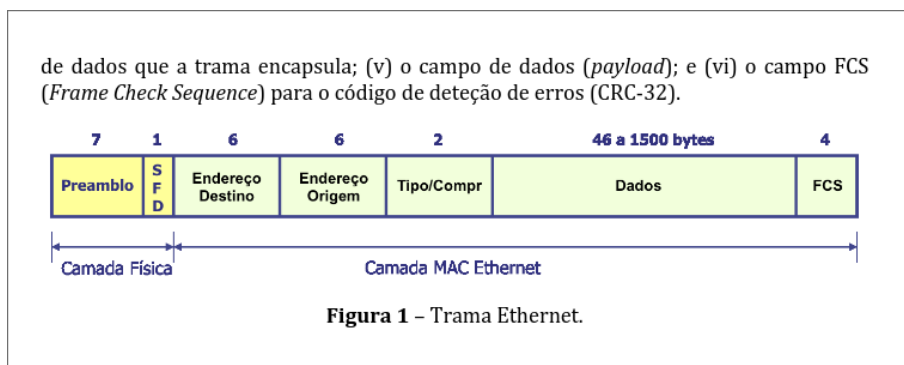 de dados que a trama encapsula; (v) o campo de dados (payload); e (vi) o campo FCS
(Frame Check Sequence) para o código de deteção de erros (CRC-32).
7 1 6 6 2 46 a 1500 bytes 4
Preamblo SFD Endereço Destino Endereço Origem Tipo/Compr Dados FCS
Camada Física Camada MAC Ethernet
Figura 1 – Trama Ethernet.